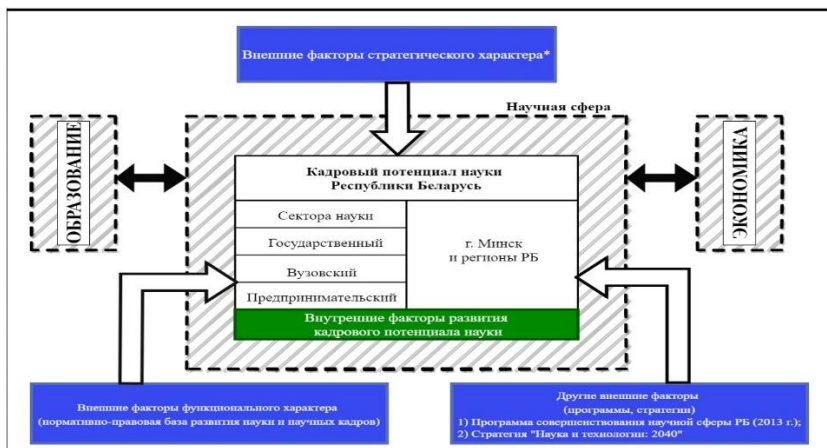 Внешние факторы стратегического характера*
Научная сфера
ОБРАЗОВАНИЕ
ЭКОНОМИКА
Кадровый потенциал науки
Республики Беларусь
Сектора науки
Государственный
Вузовский
Предпринимательский
г. Минск
и регионы РБ
Внутренние факторы развития
кадрового потенциала науки
Внешние факторы функционального характера
(нормативно-правовая база развития науки и научных кадров)
Другие внешние факторы
(программы, стратегии)
1) Программа совершенствования научной сферы РБ (2013 г.);
2) Стратегия "Наука и технологии: 2040"